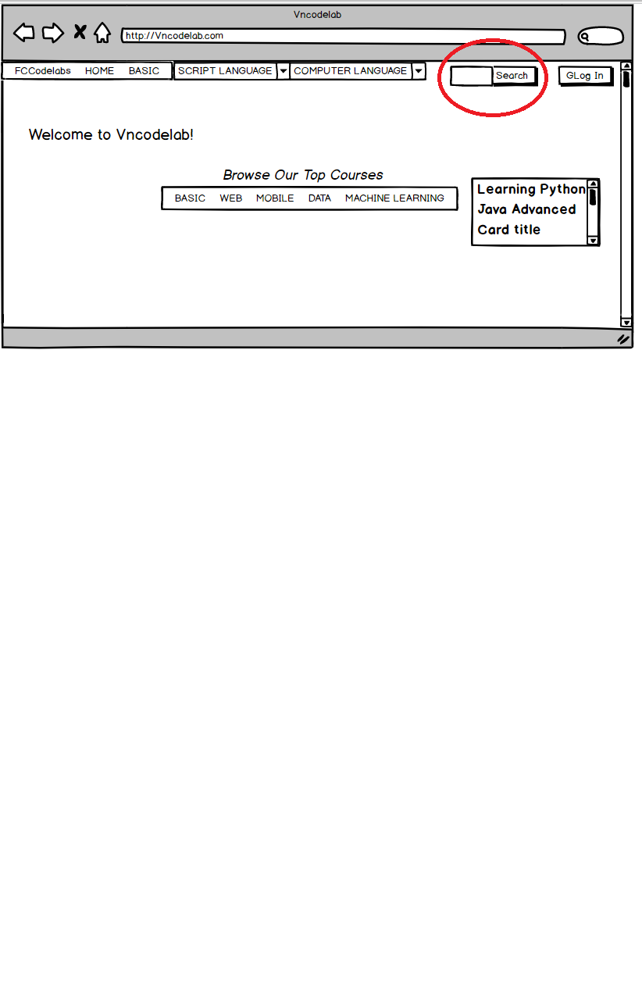 Vncodelab
http://Vncodelab.com
FCCodelabs HOME BASIC SCRIPT LANGUAGE COMPUTER LANGUAGE Search GLog In
Welcome to Vncodelab!
Browse Our Top Courses
BASIC WEB MOBILE DATA MACHINE LEARNING
Learning Python
Java Advanced
Card title